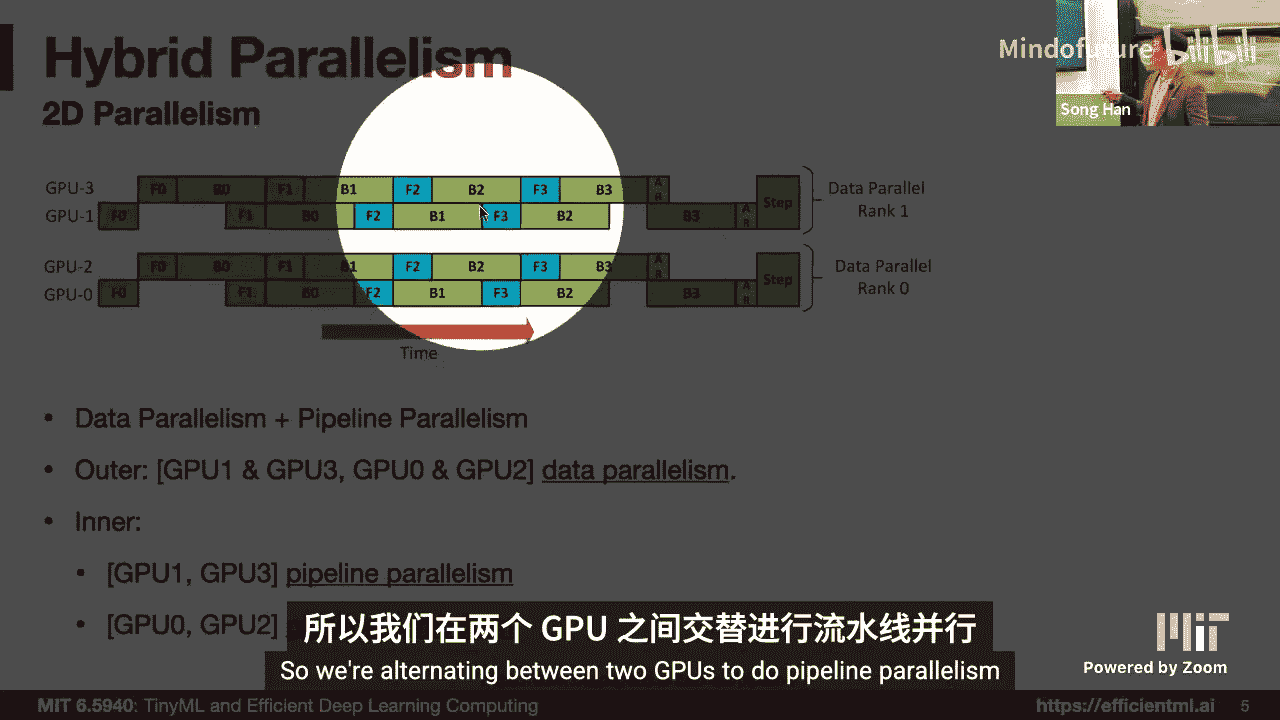 Hybrid Parallelism
Mindofuture bilibili
Song Han
2D Parallelism
GPU-3 F0 B0 F1 B1 F2 B2 F3 B3 A R Step Data Parallel
Rank 1
GPU-1 F0 F1 B0 F2 B1 F3 B2 B3 A R
GPU-2 F0 B0 F1 B1 F2 B2 F3 B3 A R Step Data Parallel
Rank 0
GPU-0 F0 F1 B0 F2 B1 F3 B2 B3 A R
Time
• Data Parallelism + Pipeline Parallelism
• Outer: [GPU1 & GPU3, GPU0 & GPU2] data parallelism.
• Inner:
• [GPU1, GPU3] pipeline parallelism
• [GPU0, GPU2]
所以我们在两个 GPU 之间交替进行流水线并行
So we're alternating between two GPUs to do pipeline parallelism
MIT
Powered by Zoom
MIT 6.5940: TinyML and Efficient Deep Learning Computing
https://efficientml.ai
5